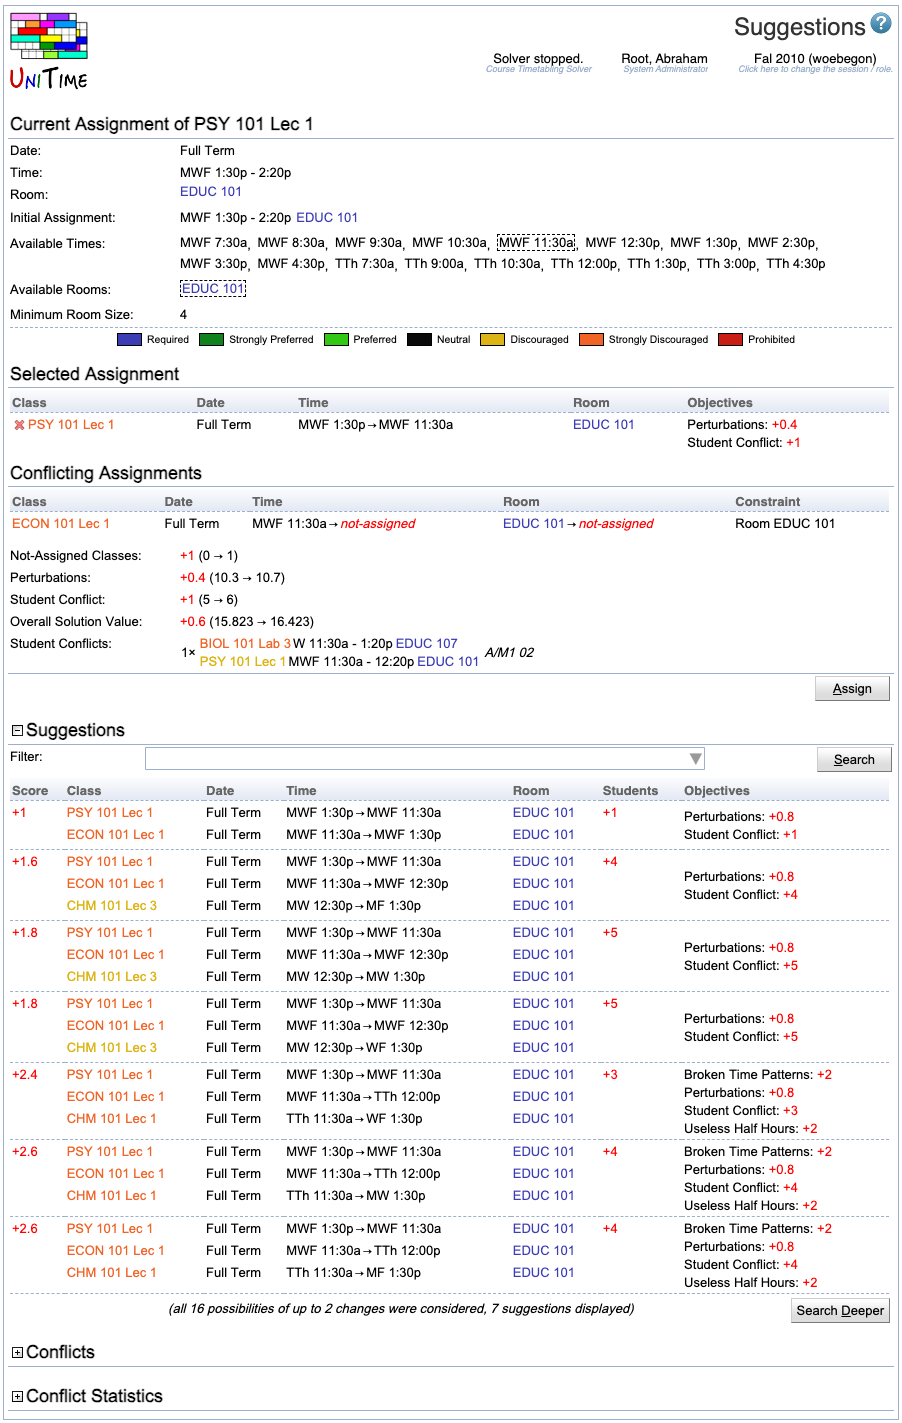 Suggestions ?
UNITIME
Solver stopped. Root, Abraham Fal 2010 (woebegon)
Course Timetabling Solver System Administrator Click here to change the session / role.
Current Assignment of PSY 101 Lec 1
Date: Full Term
Time: MWF 1:30p - 2:20p
Room: EDUC 101
Initial Assignment: MWF 1:30p - 2:20p EDUC 101
Available Times: MWF 7:30a, MWF 8:30a, MWF 9:30a, MWF 10:30a, MWF 11:30a, MWF 12:30p, MWF 1:30p, MWF 2:30p,
MWF 3:30p, MWF 4:30p, TTh 7:30a, TTh 9:00a, TTh 10:30a, TTh 12:00p, TTh 1:30p, TTh 3:00p, TTh 4:30p
Available Rooms: EDUC 101
Minimum Room Size: 4
Required Strongly Preferred Preferred Neutral Discouraged Strongly Discouraged Prohibited
Selected Assignment
Class Date Time Room Objectives
PSY 101 Lec 1 Full Term MWF 1:30p→MWF 11:30a EDUC 101 Perturbations: +0.4
Student Conflict: +1
Conflicting Assignments
Class Date Time Room Constraint
ECON 101 Lec 1 Full Term MWF 11:30a→not-assigned EDUC 101→not-assigned Room EDUC 101
Not-Assigned Classes: +1 (0 → 1)
Perturbations: +0.4 (10.3 → 10.7)
Student Conflict: +1 (5 → 6)
Overall Solution Value: +0.6 (15.823 → 16.423)
Student Conflicts: 1× BIOL 101 Lab 3 W 11:30a - 1:20p EDUC 107
PSY 101 Lec 1 MWF 11:30a - 12:20p EDUC 101 A/M1 02
Assign
Suggestions
Filter: Search
Score Class Date Time Room Students Objectives
+1 PSY 101 Lec 1 Full Term MWF 1:30p→MWF 11:30a EDUC 101 +1 Perturbations: +0.8
ECON 101 Lec 1 Full Term MWF 11:30a→MWF 1:30p EDUC 101 Student Conflict: +1
+1.6 PSY 101 Lec 1 Full Term MWF 1:30p→MWF 11:30a EDUC 101 +4
ECON 101 Lec 1 Full Term MWF 11:30a→MWF 12:30p EDUC 101 Perturbations: +0.8
CHM 101 Lec 3 Full Term MW 12:30p→MF 1:30p EDUC 101 Student Conflict: +4
+1.8 PSY 101 Lec 1 Full Term MWF 1:30p→MWF 11:30a EDUC 101 +5
ECON 101 Lec 1 Full Term MWF 11:30a→MWF 12:30p EDUC 101 Perturbations: +0.8
CHM 101 Lec 3 Full Term MW 12:30p→MW 1:30p EDUC 101 Student Conflict: +5
+1.8 PSY 101 Lec 1 Full Term MWF 1:30p→MWF 11:30a EDUC 101 +5
ECON 101 Lec 1 Full Term MWF 11:30a→MWF 12:30p EDUC 101 Perturbations: +0.8
CHM 101 Lec 3 Full Term MW 12:30p→WF 1:30p EDUC 101 Student Conflict: +5
+2.4 PSY 101 Lec 1 Full Term MWF 1:30p→MWF 11:30a EDUC 101 +3 Broken Time Patterns: +2
ECON 101 Lec 1 Full Term MWF 11:30a→TTh 12:00p EDUC 101 Perturbations: +0.8
CHM 101 Lec 1 Full Term TTh 11:30a→WF 1:30p EDUC 101 Student Conflict: +3
Useless Half Hours: +2
+2.6 PSY 101 Lec 1 Full Term MWF 1:30p→MWF 11:30a EDUC 101 +4 Broken Time Patterns: +2
ECON 101 Lec 1 Full Term MWF 11:30a→TTh 12:00p EDUC 101 Perturbations: +0.8
CHM 101 Lec 1 Full Term TTh 11:30a→MW 1:30p EDUC 101 Student Conflict: +4
Useless Half Hours: +2
+2.6 PSY 101 Lec 1 Full Term MWF 1:30p→MWF 11:30a EDUC 101 +4 Broken Time Patterns: +2
ECON 101 Lec 1 Full Term MWF 11:30a→TTh 12:00p EDUC 101 Perturbations: +0.8
CHM 101 Lec 1 Full Term TTh 11:30a→MF 1:30p EDUC 101 Student Conflict: +4
Useless Half Hours: +2
(all 16 possibilities of up to 2 changes were considered, 7 suggestions displayed) Search Deeper
Conflicts
Conflict Statistics